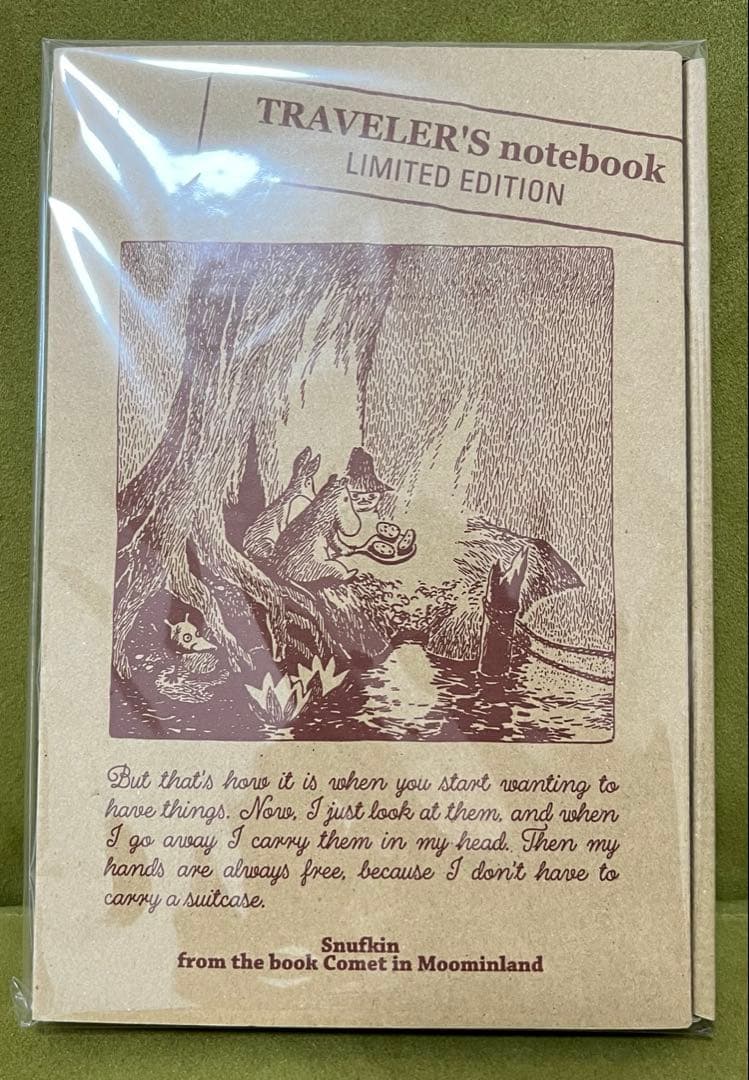 TRAVELER'S notebook
LIMITED EDITION
But that's how it is when you start wanting to
have things. Now, I just look at them, and when
I go away I carry them in my head. Then my
hands are always free, because I don't have to
carry a suitcase.
Snufkin
from the book Comet in Moominland